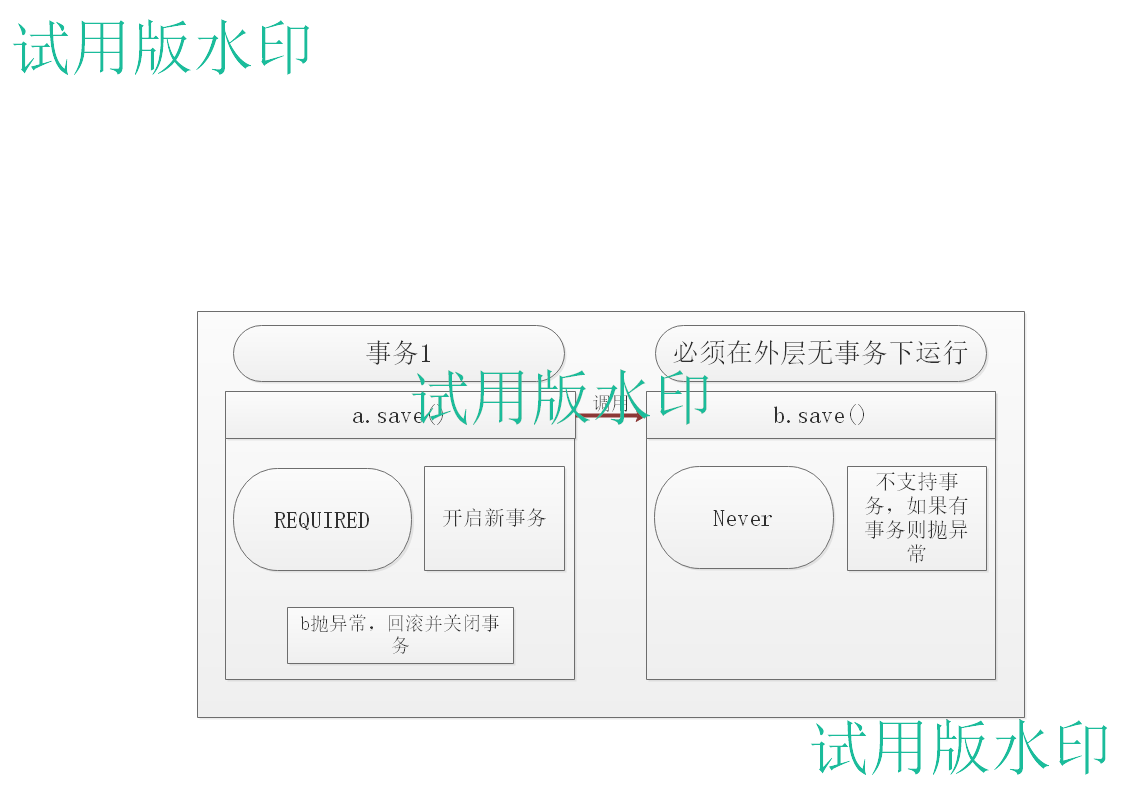 试用版水印
事务1
必须在外层无事务下运行
试用版水印
调用
a.save()
b.save()
REQUIRED
开启新事务
Never
不支持事
务，如果有
事务则抛异
常
b抛异常．回滚并关闭事
务
试用版水印